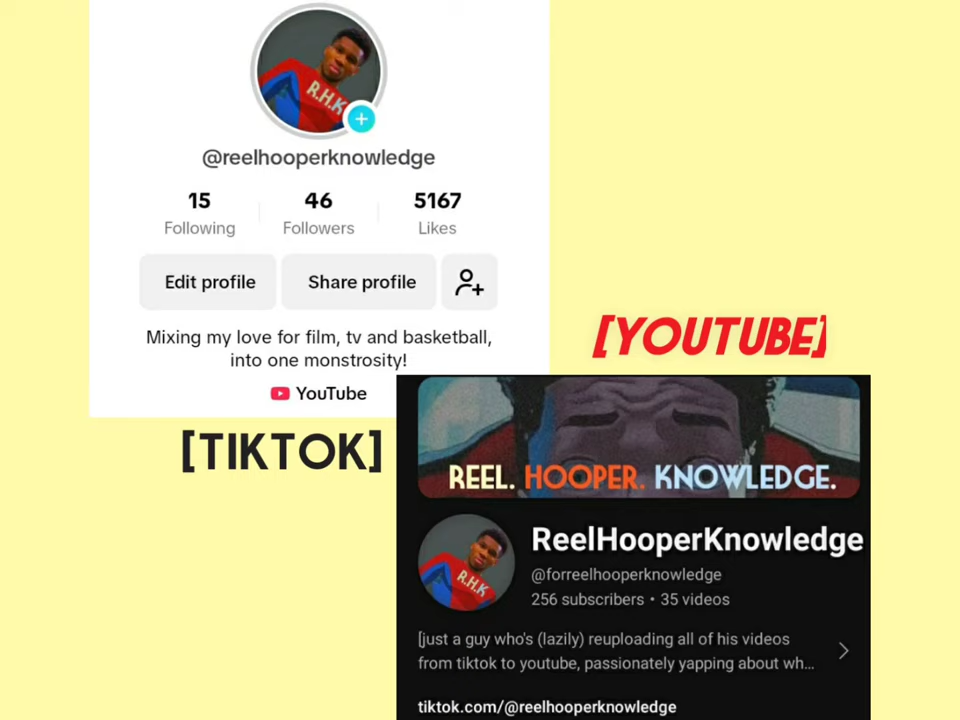 R.H.K
@reelhooperknowledge
15 46 5167
Following Followers Likes
Edit profile Share profile
Mixing my love for film, tv and basketball,
into one monstrosity!
YouTube
[TIKTOK]
[YOUTUBE]
REEL. HOOPER. KNOWLEDGE.
R.H.K
ReelHooperKnowledge
@forreelhooperknowledge
256 subscribers • 35 videos
[just a guy who's (lazily) reuploading all of his videos
from tiktok to youtube, passionately yapping about wh...
tiktok.com/@reelhooperknowledge